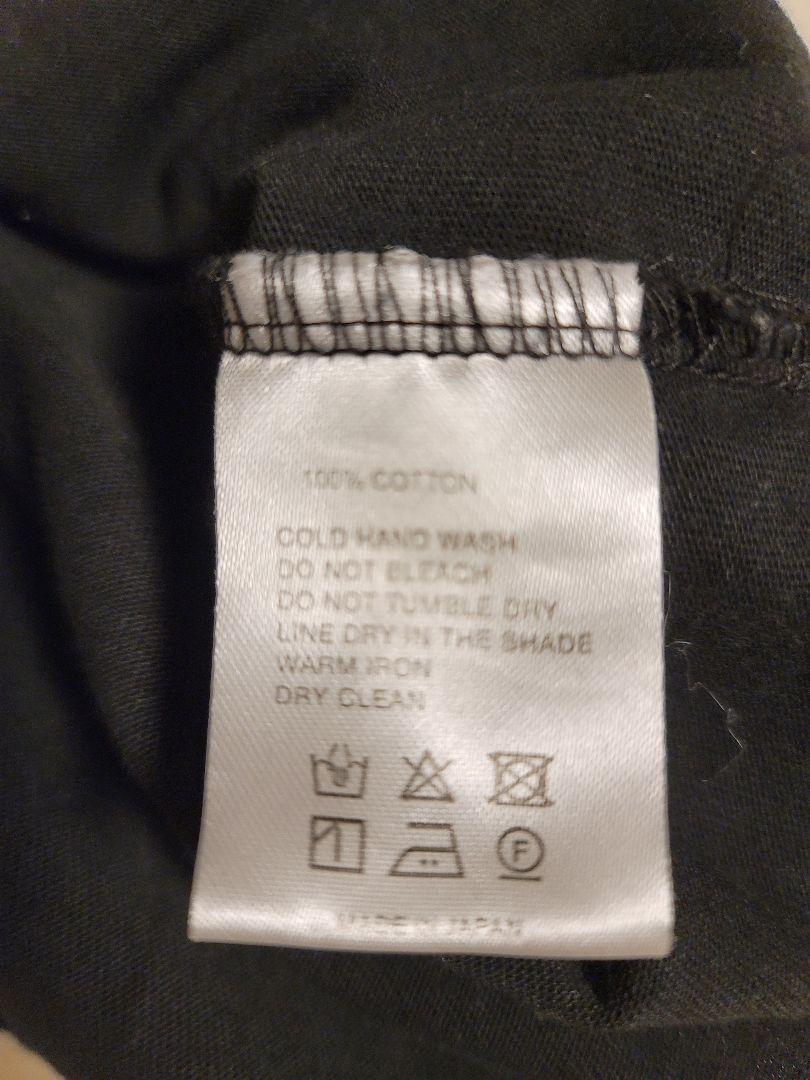 100% COTTON
COLD HAND WASH
DO NOT BLEACH
DO NOT TUMBLE DRY
LINE DRY IN THE SHADE
WARM IRON
DRY CLEAN
F
MADE IN JAPAN